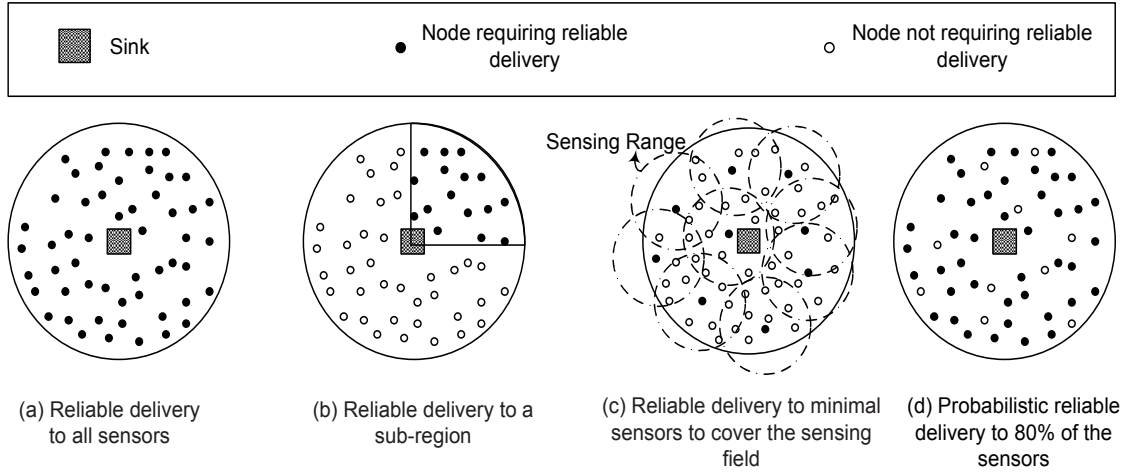 Sink
Node requiring reliable
delivery
Node not requiring reliable
delivery
Sensing Range
(a) Reliable delivery
to all sensors
(b) Reliable delivery to a
sub-region
(c) Reliable delivery to minimal
sensors to cover the sensing
field
(d) Probabilistic reliable
delivery to 80% of the
sensors